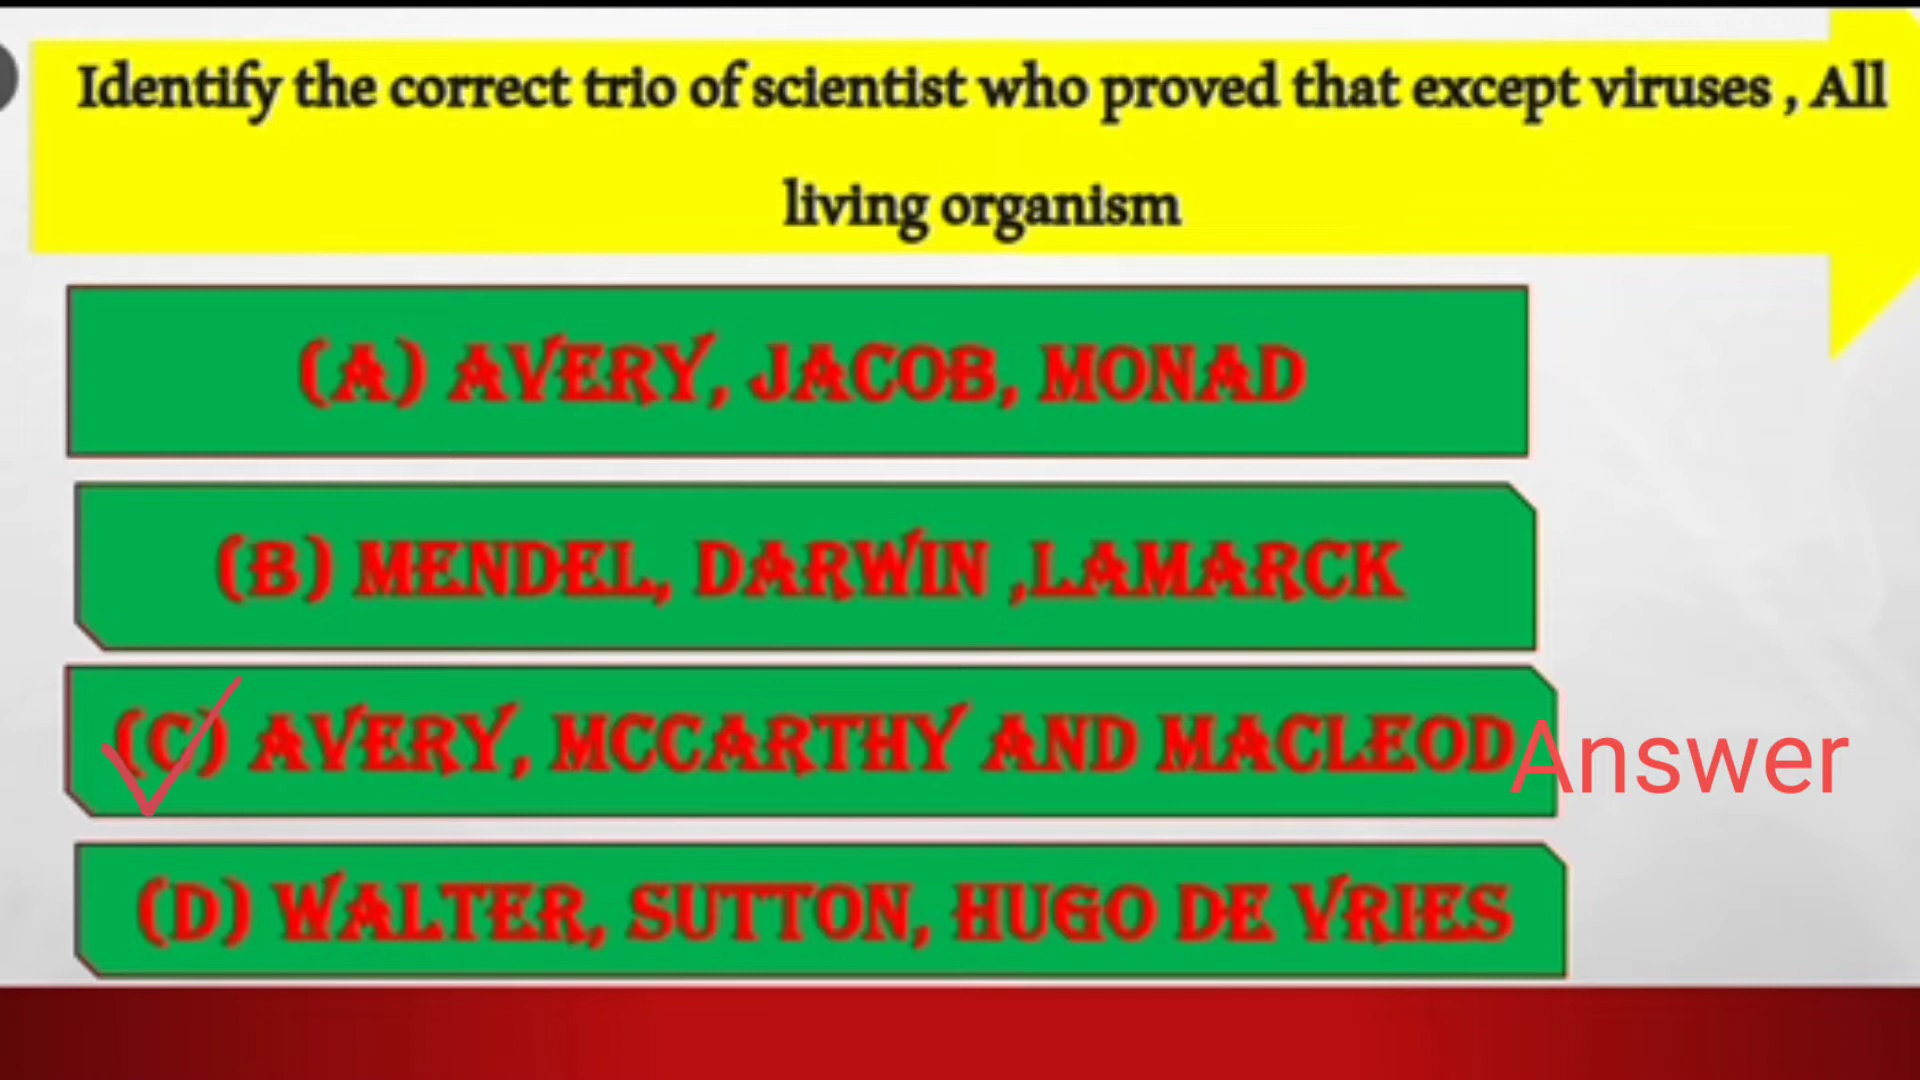 Identify the correct trio of scientist who proved that except viruses , All
living organism
(A) AVERY, JACOB, MONAD
(B) MENDEL, DARWIN ,LAMARCK
(C) AVERY, MCCARTHY AND MACLEOD
Answer
(D) WALTER, SUTTON, HUGO DE VRIES